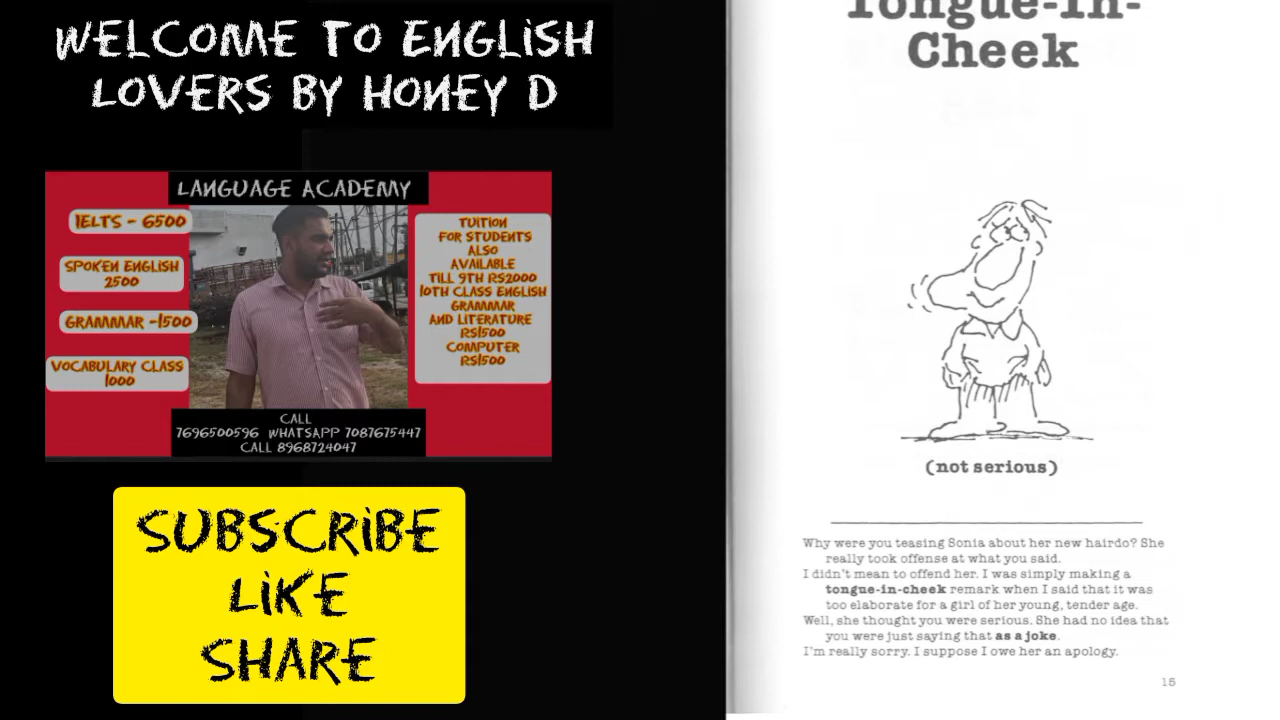 WELCOME TO ENGLISH
LOVERS BY HONEY D
LANGUAGE ACADEMY
IELTS - 6500
SPOKEN ENGLISH
2500
GRAMMAR -1500
VOCABULARY CLASS
1000
TUITION
FOR STUDENTS
ALSO
AVAILABLE
TILL 9TH RS2000
10TH CLASS ENGLISH
GRAMMAR
AND LITERATURE
RS1500
COMPUTER
RS1500
CALL
7696500596 WHATSAPP 7087675447
CALL 8968724047
SUBSCRIBE
LIKE
SHARE
Tongue-In-
Cheek
(not serious)
Why were you teasing Sonia about her new hairdo? She
really took offense at what you said.
I didn't mean to offend her. I was simply making a
tongue-in-cheek remark when I said that it was
too elaborate for a girl of her young, tender age.
Well, she thought you were serious. She had no idea that
you were just saying that as a joke.
I'm really sorry. I suppose I owe her an apology.
15